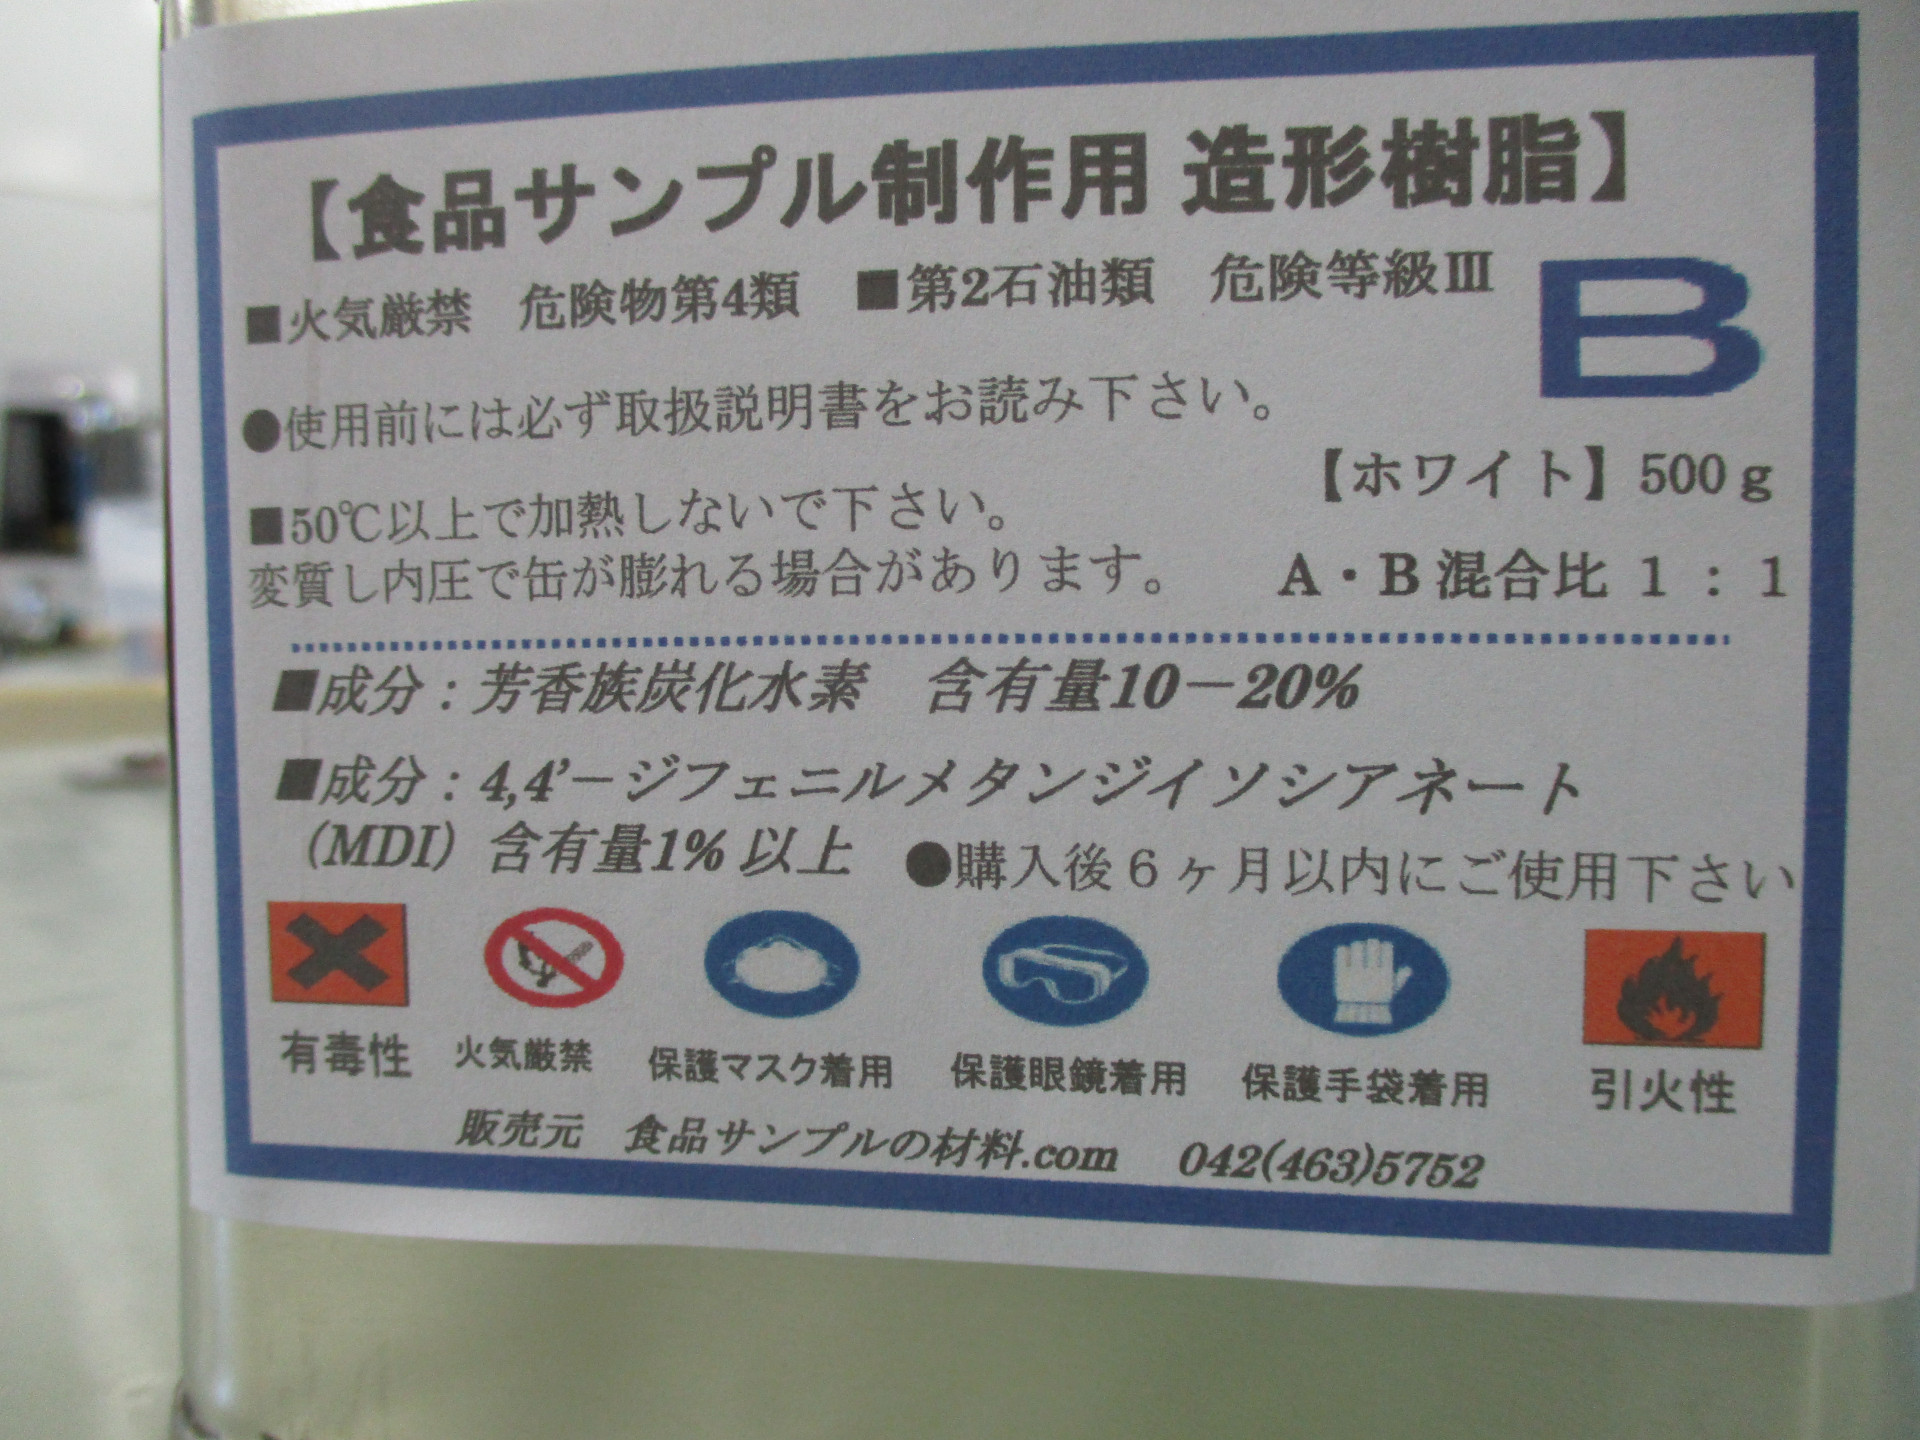 【食品サンプル制作用 造形樹脂】
■火気厳禁　危険物第4類　■第2石油類　危険等級Ⅲ
B
●使用前には必ず取扱説明書をお読み下さい。
【ホワイト】500g
■50℃以上で加熱しないで下さい。
変質し内圧で缶が膨れる場合があります。
A・B混合比 1：1
■成分：芳香族炭化水素　含有量10－20%
■成分：4,4’－ジフェニルメタンジイソシアネート
(MDI) 含有量1% 以上　●購入後６ヶ月以内にご使用下さい
有毒性　火気厳禁　保護マスク着用　保護眼鏡着用　保護手袋着用　引火性
販売元　食品サンプルの材料.com　042(463)5752